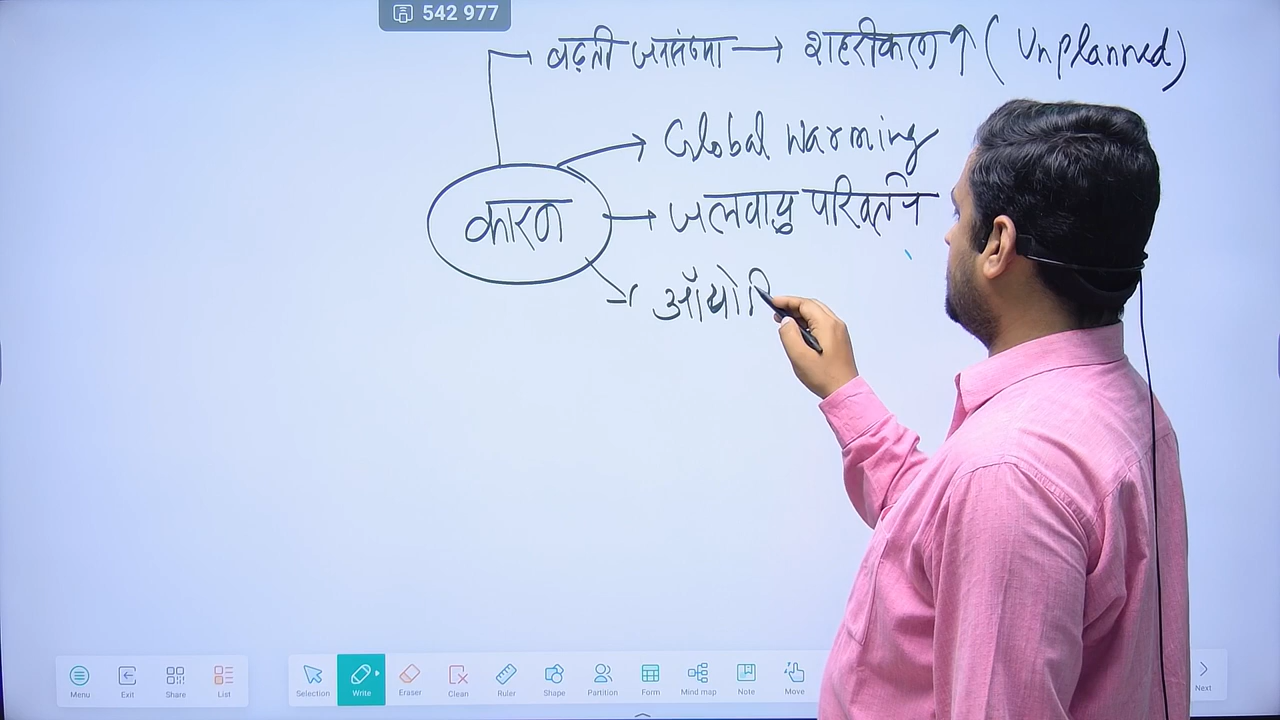 542 977
बढ़ती जनसंख्या → शहरीकरण ↑ ( Unplanned)
Global Warming
कारण
जलवायु परिवर्तन
Menu Exit Share List Selection Write Eraser Clean Ruler Shape Partition Form Mind map Note Move Next